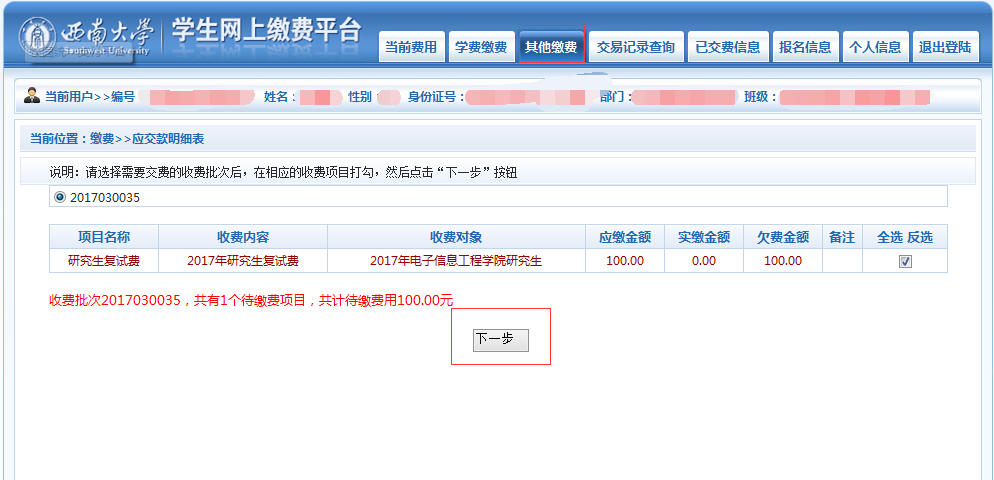 西南大学
Southwest University
学生网上缴费平台
当前费用 学费缴费 其他缴费 交易记录查询 已交费信息 报名信息 个人信息 退出登陆
当前用户>>编号 姓名： 性别 身份证号： 部门： 班级：
当前位置：缴费>>应交款明细表
说明：请选择需要交费的收费批次后，在相应的收费项目打勾，然后点击“下一步”按钮
2017030035
项目名称 收费内容 收费对象 应缴金额 实缴金额 欠费金额 备注 全选 反选
研究生复试费 2017年研究生复试费 2017年电子信息工程学院研究生 100.00 0.00 100.00
收费批次2017030035，共有1个待缴费项目，共计待缴费用100.00元
下一步